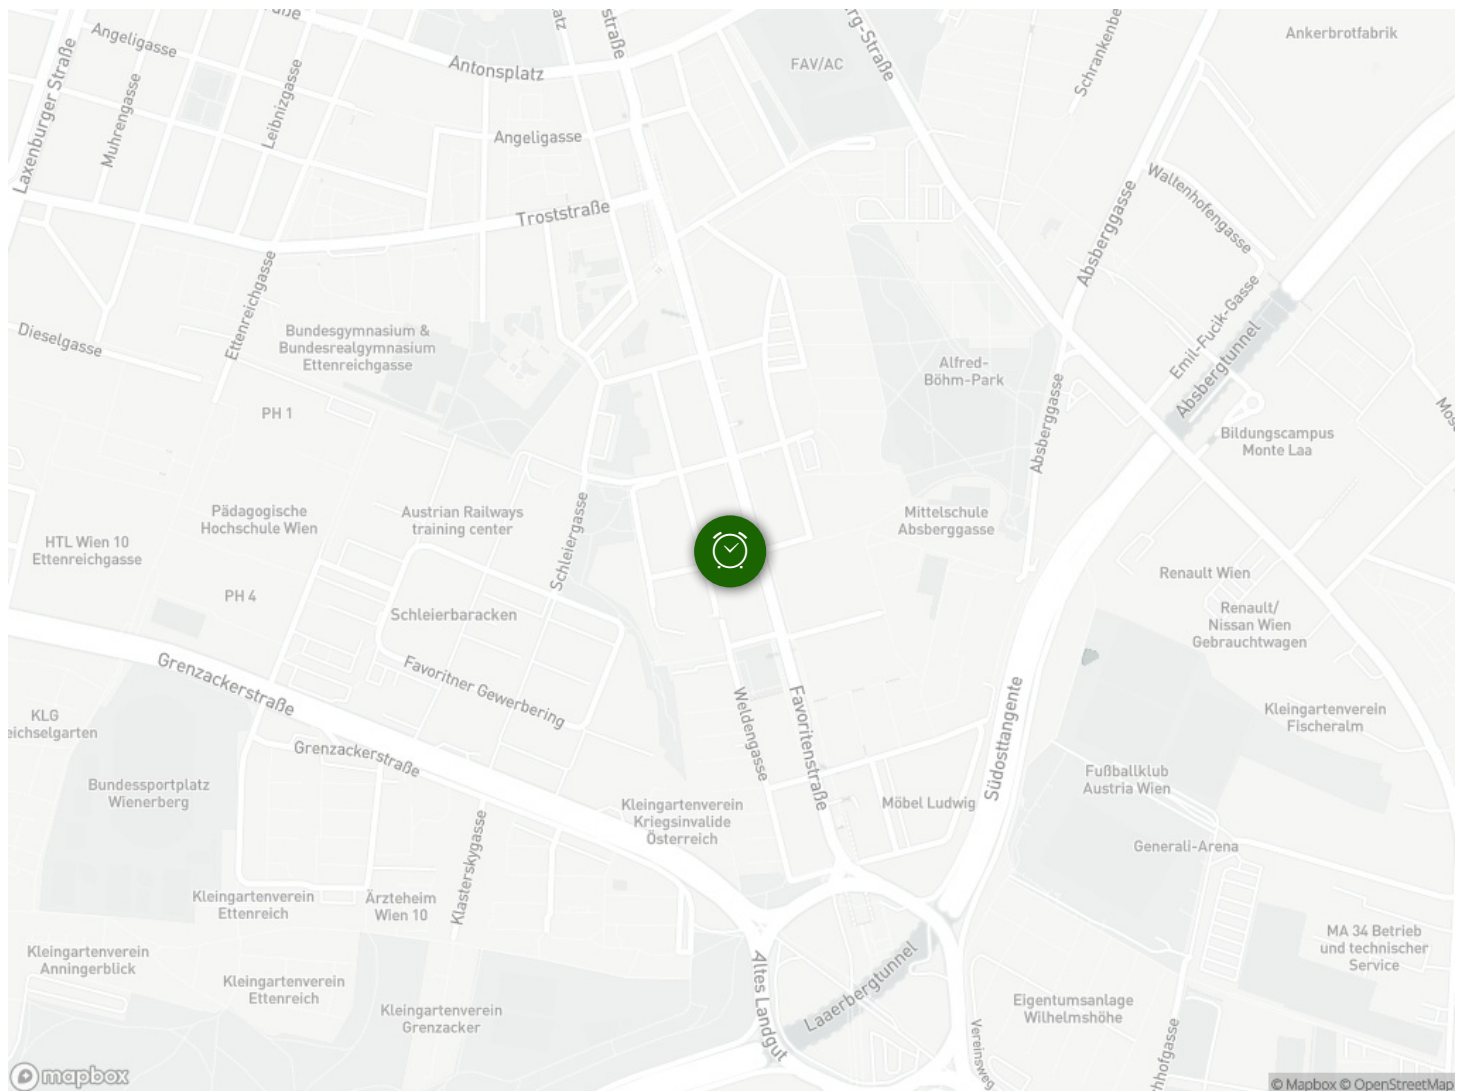 Angeligasse
Antonsplatz
straße
FAV/AC
Ankerbrotfabrik
Laxenburger Straße
Muhrengasse
Leibnizgasse
Angeligasse
Troststraße
Absberggasse
Waltenhofengasse
Emil-Fucik-Gasse
Absbergtunnel
Dieselgasse
Ettenreichgasse
Bundesgymnasium &
Bundesrealgymnasium
Ettenreichgasse
Alfred-
Böhm-Park
Absberggasse
PH 1
Bildungscampus
Monte Laa
Pädagogische
Hochschule Wien
Austrian Railways
training center
Schleiergasse
Mittelschule
Absberggasse
HTL Wien 10
Ettenreichgasse
Renault Wien
PH 4
Schleierbaracken
Renault/
Nissan Wien
Gebrauchtwagen
Grenzackerstraße
Favoritner Gewerbering
Weldengasse
Favoritenstraße
Südosttangente
KLG
eichselgarten
Kleingartenverein
Fischeralm
Grenzackerstraße
Bundessportplatz
Wienerberg
Fußballklub
Austria Wien
Kleingartenverein
Kriegsinvalide
Österreich
Möbel Ludwig
Generali-Arena
Klasterskygasse
Kleingartenverein
Ettenreich
Ärzteheim
Wien 10
Kleingartenverein
Anningerblick
MA 34 Betrieb
und technischer
Service
Kleingartenverein
Ettenreich
Kleingartenverein
Grenzacker
Altes Landgut
Laaerbergtunnel
Eigentumsanlage
Wilhelmshöhe
Vereinsweg
mapbox
© Mapbox © OpenStreetMap